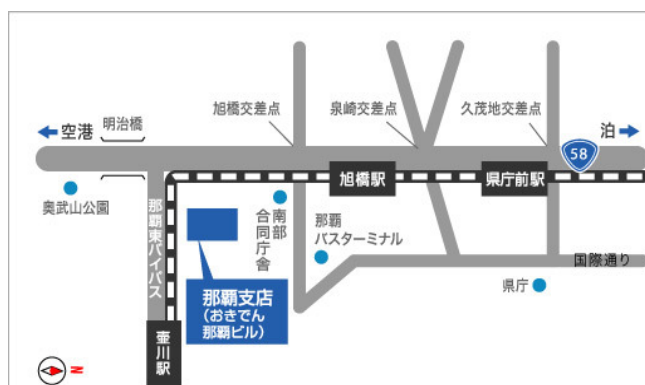 旭橋交差点
泉崎交差点
久茂地交差点
空港
明治橋
泊
58
旭橋駅
県庁前駅
奥武山公園
那覇東バイパス
南部
合同庁舎
那覇
バスターミナル
国際通り
県庁
那覇支店
(おきでん
那覇ビル)
壷川駅
N